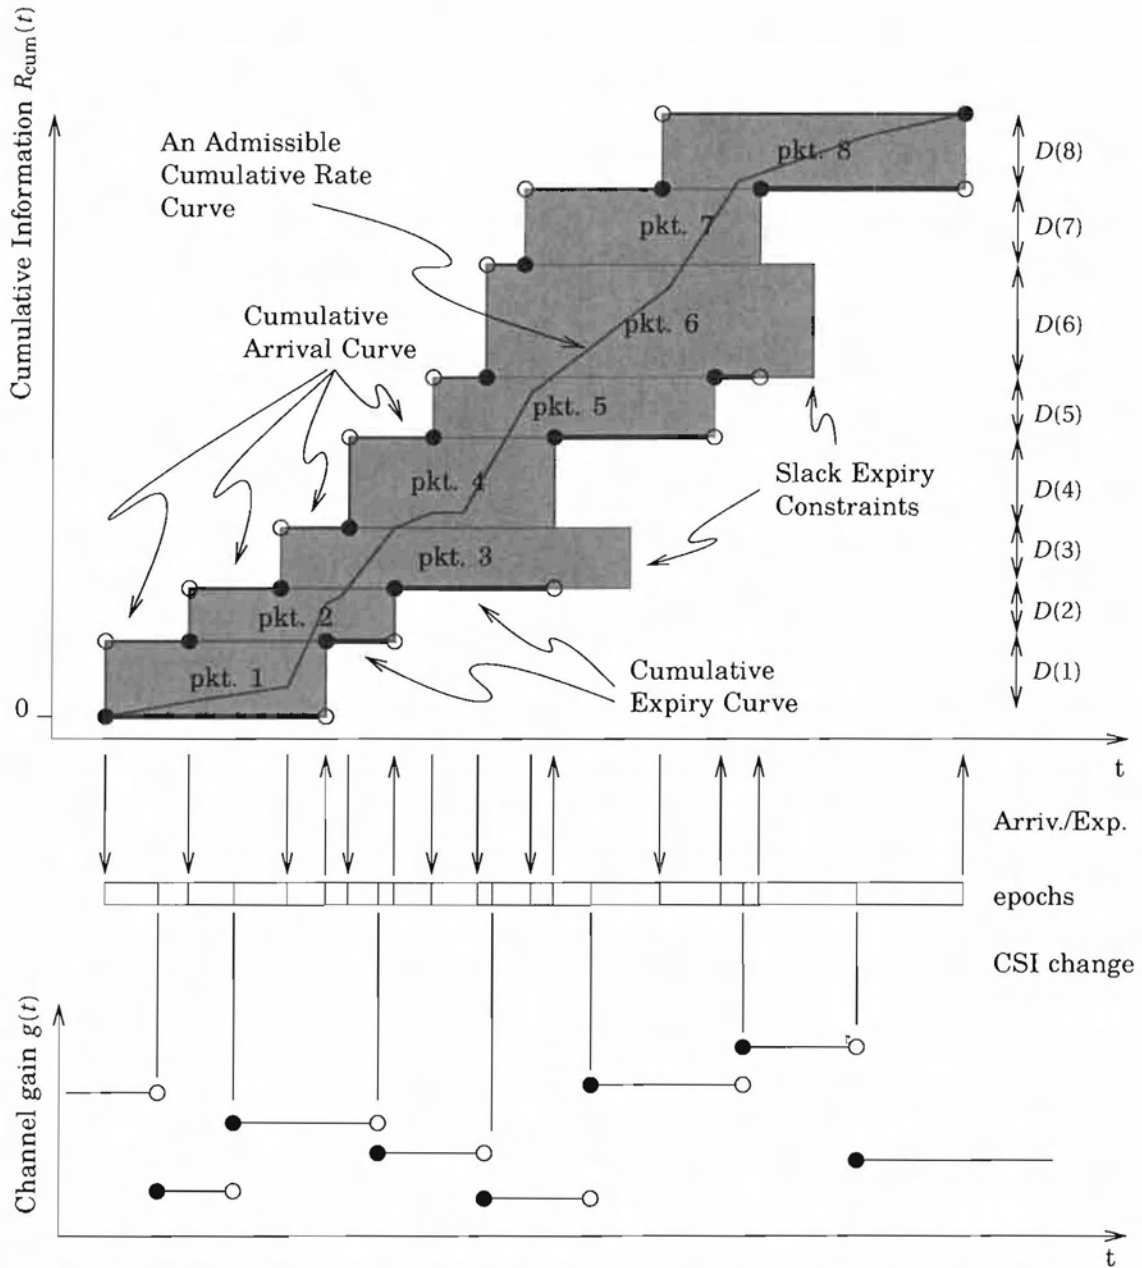 Cumulative Information R_cum(t)
An Admissible
Cumulative Rate
Curve
Cumulative
Arrival Curve
pkt. 8
pkt. 7
pkt. 6
pkt. 5
pkt. 4
pkt. 3
pkt. 2
pkt. 1
D(8)
D(7)
D(6)
D(5)
D(4)
D(3)
D(2)
D(1)
Slack Expiry
Constraints
Cumulative
Expiry Curve
0
t
Arriv./Exp.
epochs
CSI change
Channel gain g(t)
t